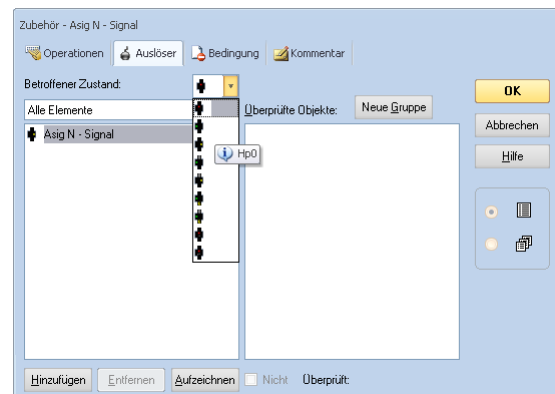 Zubehör - Asig N - Signal
Operationen Auslöser Bedingung Kommentar
Betroffener Zustand:
Alle Elemente
Überprüfte Objekte: Neue Gruppe
Asig N - Signal
Hp0
OK
Abbrechen
Hilfe
Hinzufügen Entfernen Aufzeichnen Nicht Überprüft: